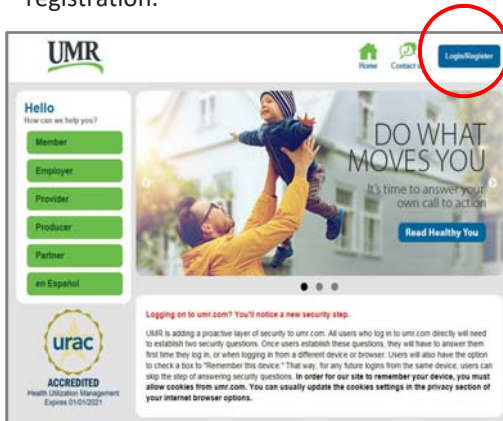 registration.
UMR
Home
Contact u
Login/Register
Hello
How can we help you?
Member
Employer
Provider
Producer
Partner
en Español
DO WHAT
MOVES YOU
It's time to answer your
own call to action
Read Healthy You
urac
ACCREDITED
Health Utilization Management
Expires 01/01/2021
Logging on to umr.com? You'll notice a new security step.
UMR is adding a proactive layer of security to umr.com. All users who log in to umr.com directly will need
to establish two security questions. Once users establish these questions, they will have to answer them
first time they log in, or when logging in from a different device or browser. Users will also have the option
to check a box to "Remember this device." That way, for any future logins from the same device, users can
skip the step of answering security questions. In order for our site to remember your device, you must
allow cookies from umr.com. You can usually update the cookies settings in the privacy section of
your internet browser options.